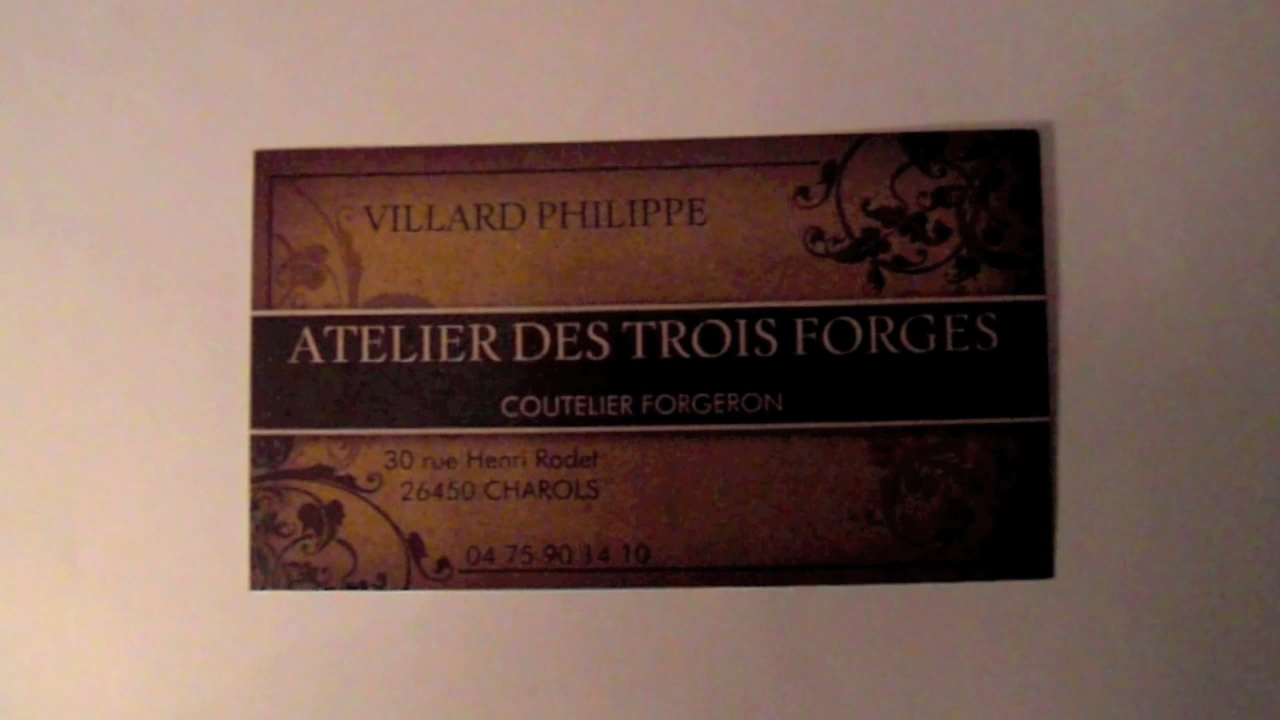 VILLARD PHILIPPE
ATELIER DES TROIS FORGES
COUTELIER FORGERON
30 rue Henri Rodet
26450 CHAROLS
04 75 90 14 10